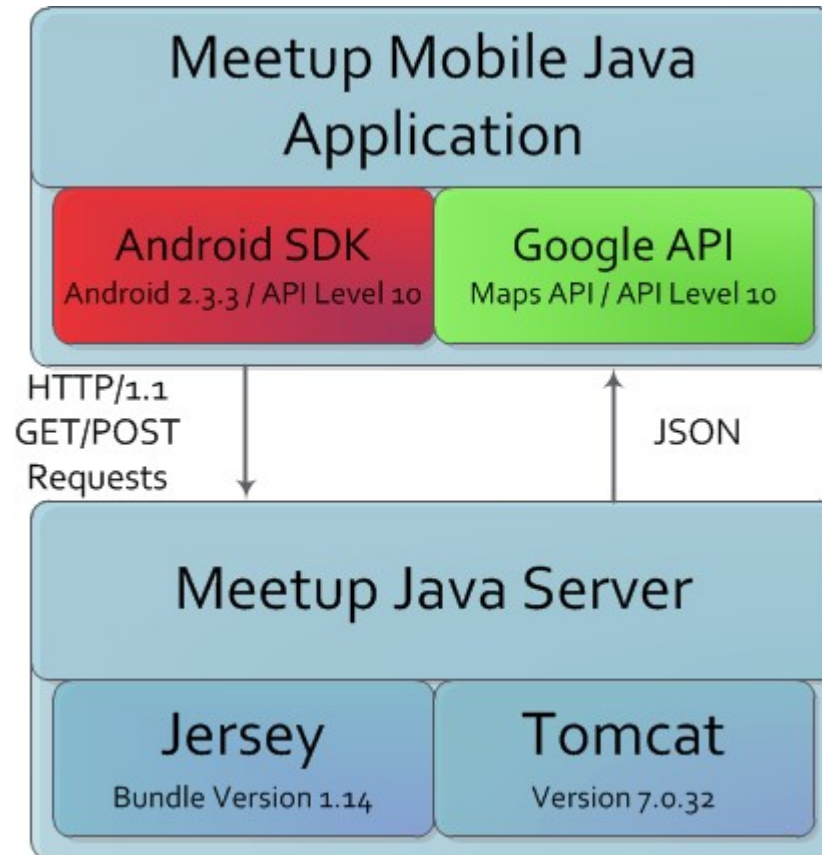 Meetup Mobile Java
Application
Android SDK
Android 2.3.3 / API Level 10
Google API
Maps API / API Level 10
HTTP/1.1
GET/POST
Requests
JSON
Meetup Java Server
Jersey
Bundle Version 1.14
Tomcat
Version 7.0.32